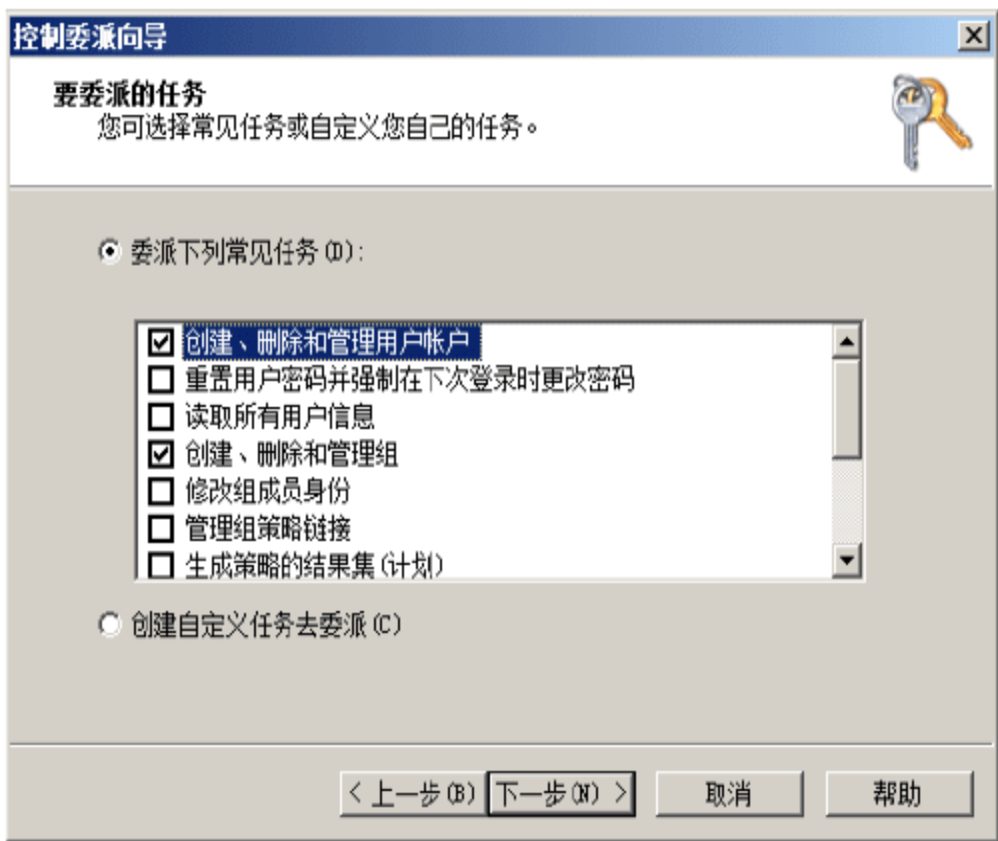 控制委派向导
要委派的任务
您可选择常见任务或自定义您自己的任务。
委派下列常见任务(D):
创建、删除和管理用户帐户
重置用户密码并强制在下次登录时更改密码
读取所有用户信息
创建、删除和管理组
修改组成员身份
管理组策略链接
生成策略的结果集(计划)
创建自定义任务去委派(C)
< 上一步(B) 下一步(N) > 取消 帮助